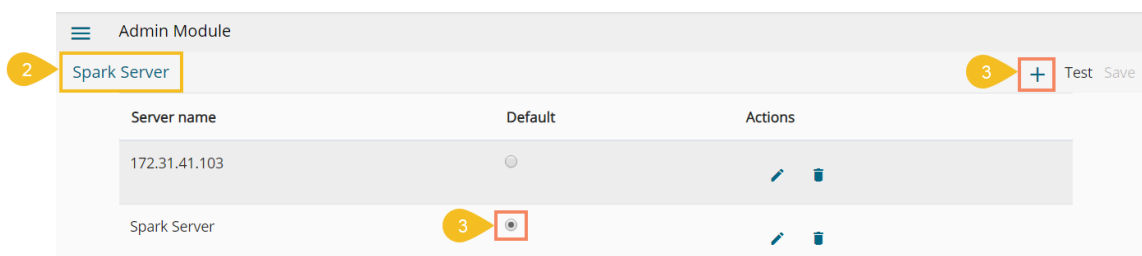 Admin Module
2 Spark Server 3 + Test Save
Server name Default Actions
172.31.41.103
Spark Server 3